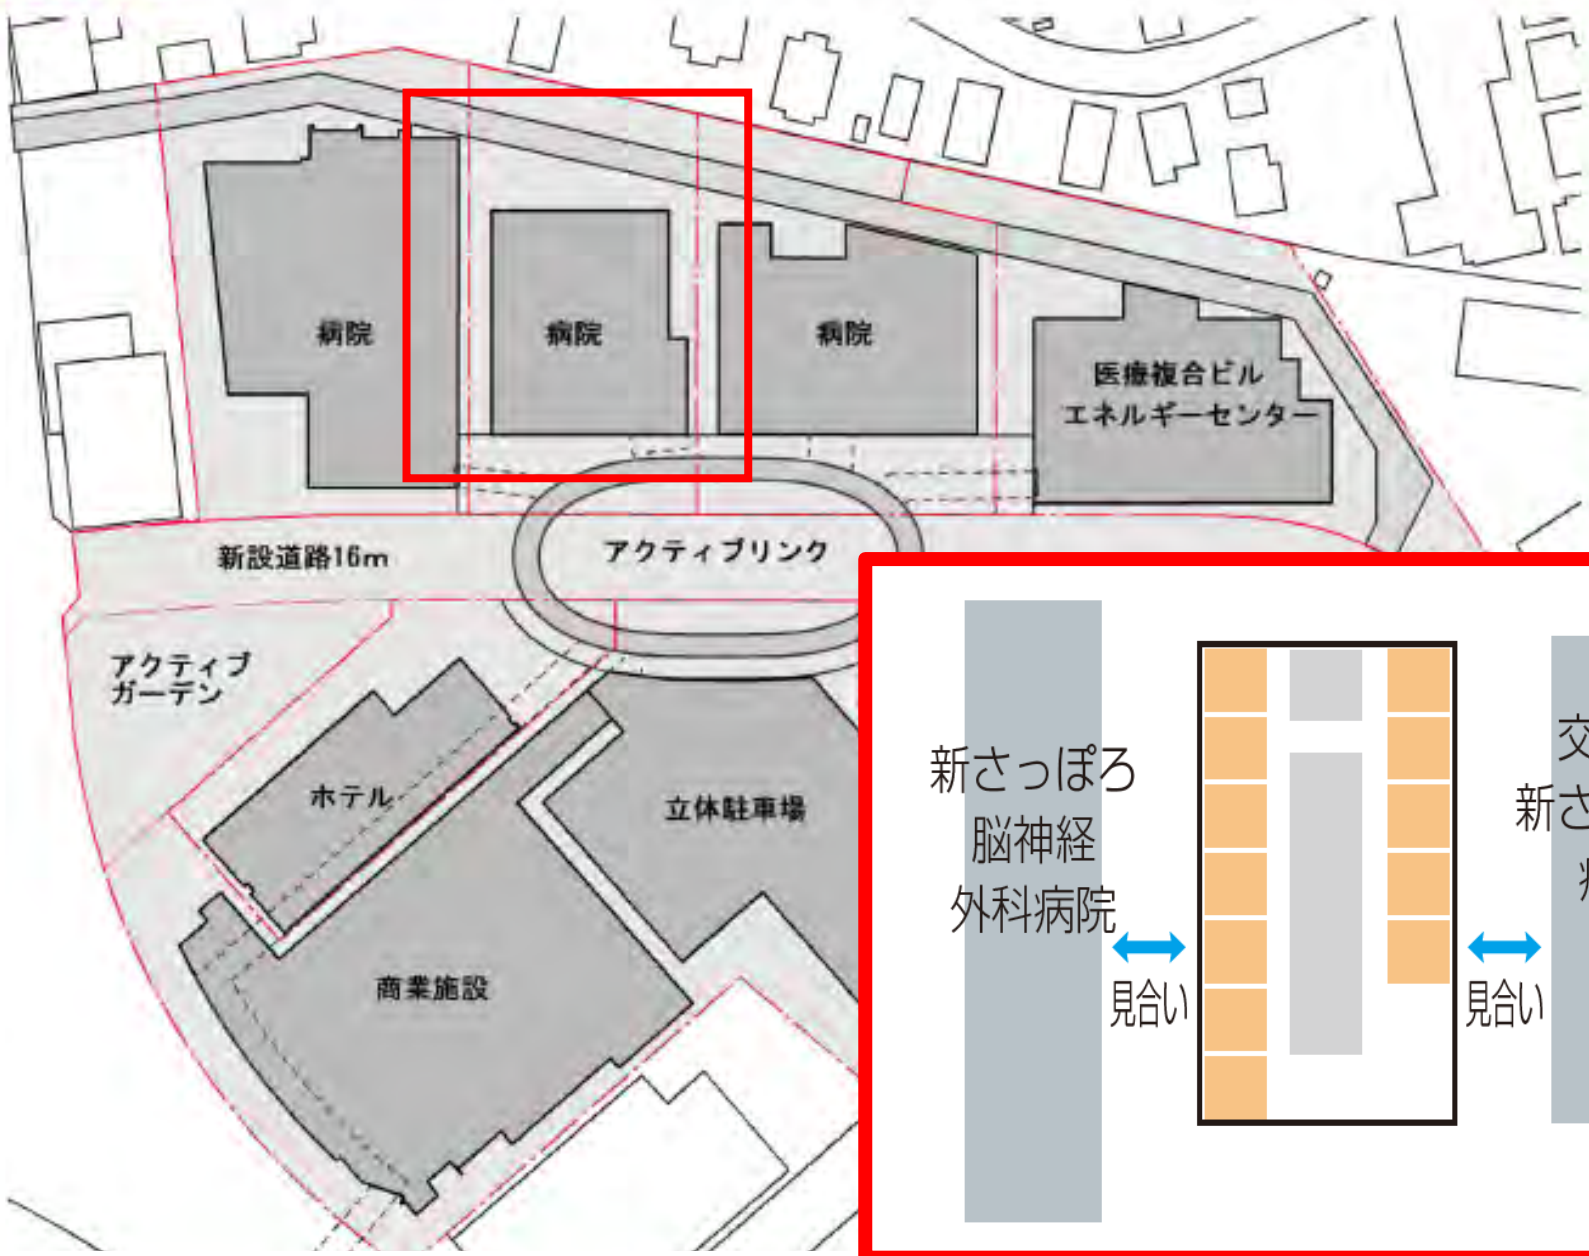 病院
病院
病院
医療複合ビル
エネルギーセンター
新設道路16m
アクティブリンク
アクティブ
ガーデン
ホテル
立体駐車場
商業施設
新さっぽろ
脳神経
外科病院
見合い
見合い
交
新さ